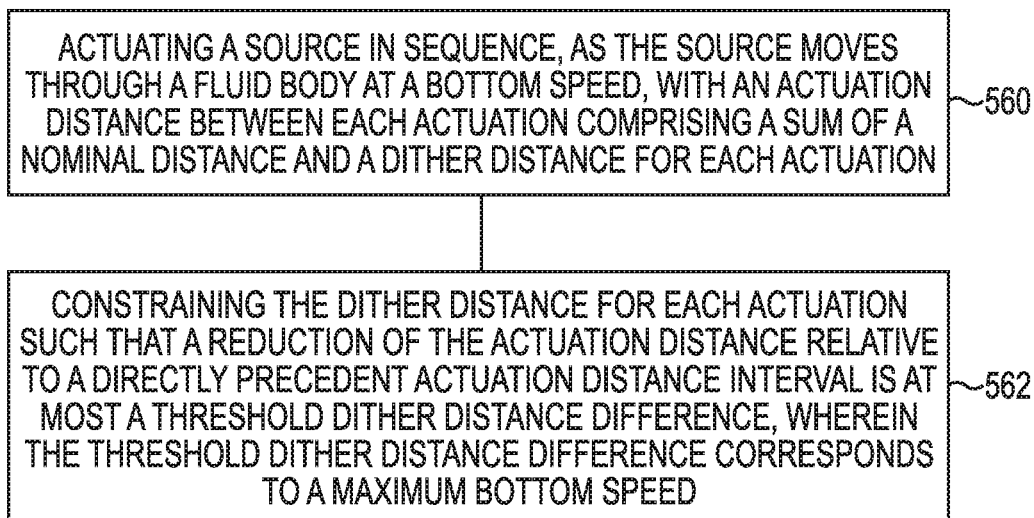 ACTUATING A SOURCE IN SEQUENCE, AS THE SOURCE MOVES
THROUGH A FLUID BODY AT A BOTTOM SPEED, WITH AN ACTUATION
DISTANCE BETWEEN EACH ACTUATION COMPRISING A SUM OF A
NOMINAL DISTANCE AND A DITHER DISTANCE FOR EACH ACTUATION
560
CONSTRAINING THE DITHER DISTANCE FOR EACH ACTUATION
SUCH THAT A REDUCTION OF THE ACTUATION DISTANCE RELATIVE
TO A DIRECTLY PRECEDENT ACTUATION DISTANCE INTERVAL IS AT
MOST A THRESHOLD DITHER DISTANCE DIFFERENCE, WHEREIN
THE THRESHOLD DITHER DISTANCE DIFFERENCE CORRESPONDS
TO A MAXIMUM BOTTOM SPEED
562